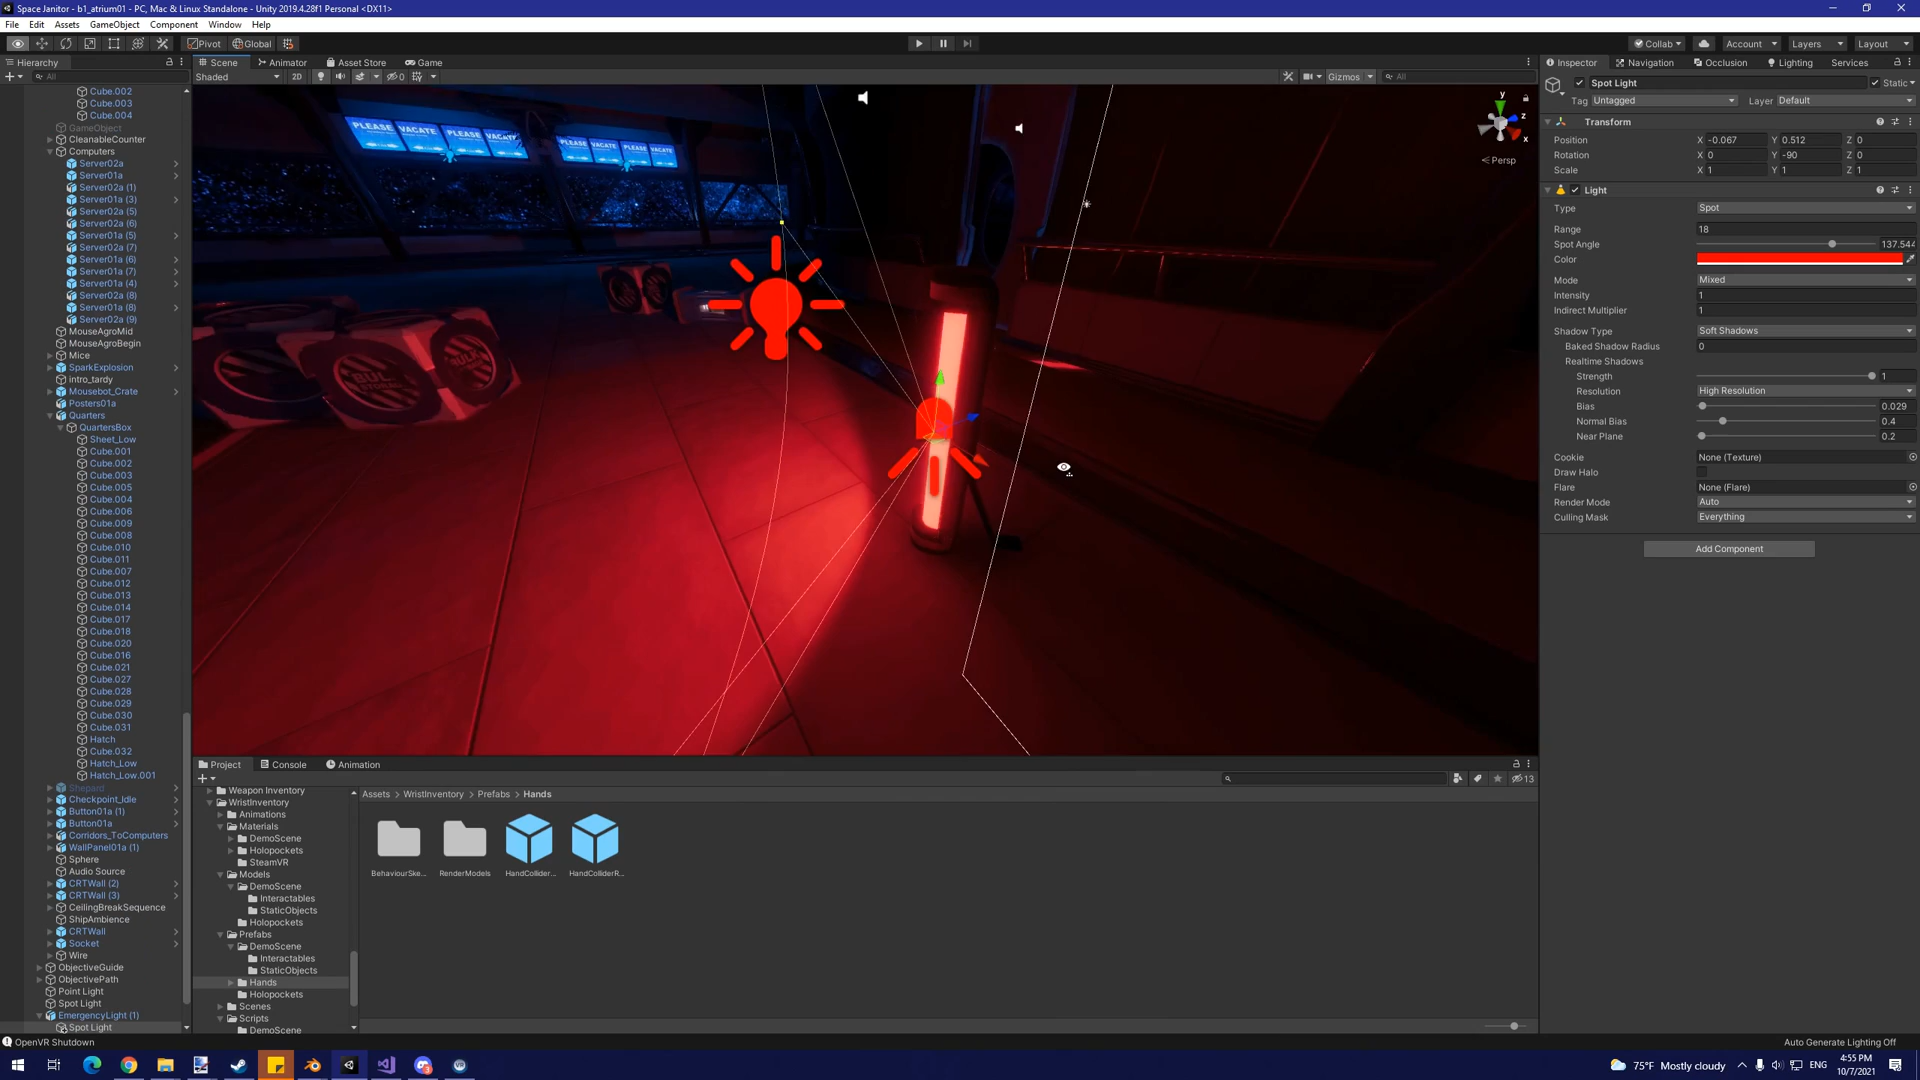 Space Janitor - b1_atrium01 - PC, Mac & Linux Standalone - Unity 2019.4.28f1 Personal <DX11>
File Edit Assets GameObject Component Window Help
Pivot Global Collab Account Layers Layout
Hierarchy
All
Cube.002
Cube.003
Cube.004
GameObject
CleanableCounter
Computers
Server02a
Server01a
Server02a (1)
Server01a (3)
Server02a (5)
Server02a (6)
Server01a (5)
Server02a (7)
Server01a (6)
Server01a (7)
Server01a (4)
Server02a (8)
Server01a (8)
Server02a (9)
MouseAgroMid
MouseAgroBegin
Mice
SparkExplosion
intro_tardy
Mousebot_Crate
Posters01a
Quarters
QuartersBox
Sheet_Low
Cube.001
Cube.002
Cube.003
Cube.005
Cube.004
Cube.006
Cube.009
Cube.008
Cube.010
Cube.011
Cube.007
Cube.012
Cube.013
Cube.014
Cube.017
Cube.018
Cube.020
Cube.016
Cube.021
Cube.027
Cube.028
Cube.029
Cube.030
Cube.031
Hatch
Cube.032
Hatch_Low
Hatch_Low.001
Shepard
Checkpoint_Idle
Button01a (1)
Button01a
Corridors_ToComputers
WallPanel01a (1)
Sphere
Audio Source
CRTWall (2)
CRTWall (3)
CeilingBreakSequence
ShipAmbience
CRTWall
Socket
Wire
ObjectiveGuide
ObjectivePath
Point Light
Spot Light
EmergencyLight (1)
Spot Light
Scene Animator Asset Store Game
Shaded 2D 0 Gizmos All
PLEASE VACATE PLEASE VACATE
PLEASE VACATE PLEASE VACATE
BUL
BULK
y
z
x
Persp
Project Console Animation
13
Weapon Inventory
WristInventory
Animations
Materials
DemoScene
Holopockets
SteamVR
Models
DemoScene
Interactables
StaticObjects
Holopockets
Prefabs
DemoScene
Interactables
StaticObjects
Hands
Holopockets
Scenes
Scripts
DemoScene
Assets > WristInventory > Prefabs > Hands
BehaviourSke... RenderModels HandCollider... HandColliderR...
Inspector Navigation Occlusion Lighting Services
Spot Light Static
Tag Untagged Layer Default
Transform
Position X -0.067 Y 0.512 Z 0
Rotation X 0 Y -90 Z 0
Scale X 1 Y 1 Z 1
Light
Type Spot
Range 18
Spot Angle 137.544
Color
Mode Mixed
Intensity 1
Indirect Multiplier 1
Shadow Type Soft Shadows
Baked Shadow Radius 0
Realtime Shadows
Strength 1
Resolution High Resolution
Bias 0.029
Normal Bias 0.4
Near Plane 0.2
Cookie None (Texture)
Draw Halo
Flare None (Flare)
Render Mode Auto
Culling Mask Everything
Add Component
OpenVR Shutdown
Auto Generate Lighting Off
75°F Mostly cloudy ENG 4:55 PM
10/7/2021